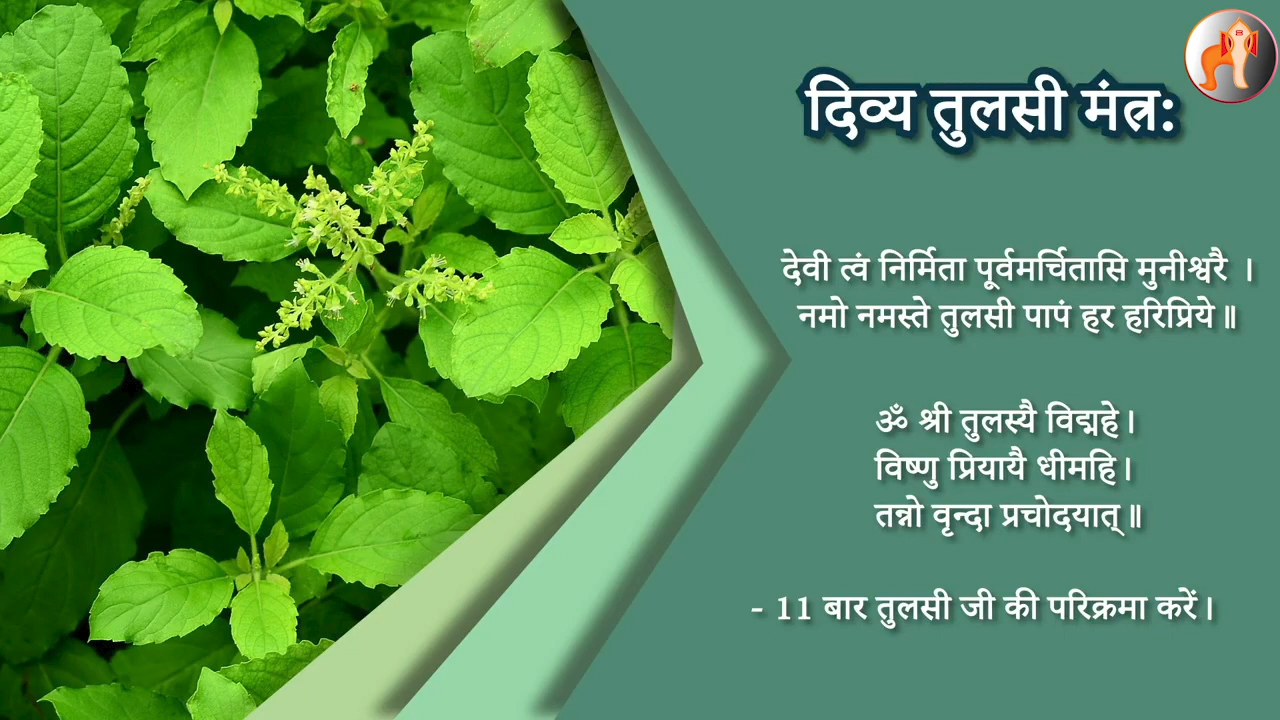 दिव्य तुलसी मंत्र:
देवी त्वं निर्मिता पूर्वमर्चितासि मुनीश्वरै ।
नमो नमस्ते तुलसी पापं हर हरिप्रिये॥
ॐ श्री तुलस्यै विद्महे।
विष्णु प्रियायै धीमहि।
तन्नो वृन्दा प्रचोदयात्॥
- 11 बार तुलसी जी की परिक्रमा करें।